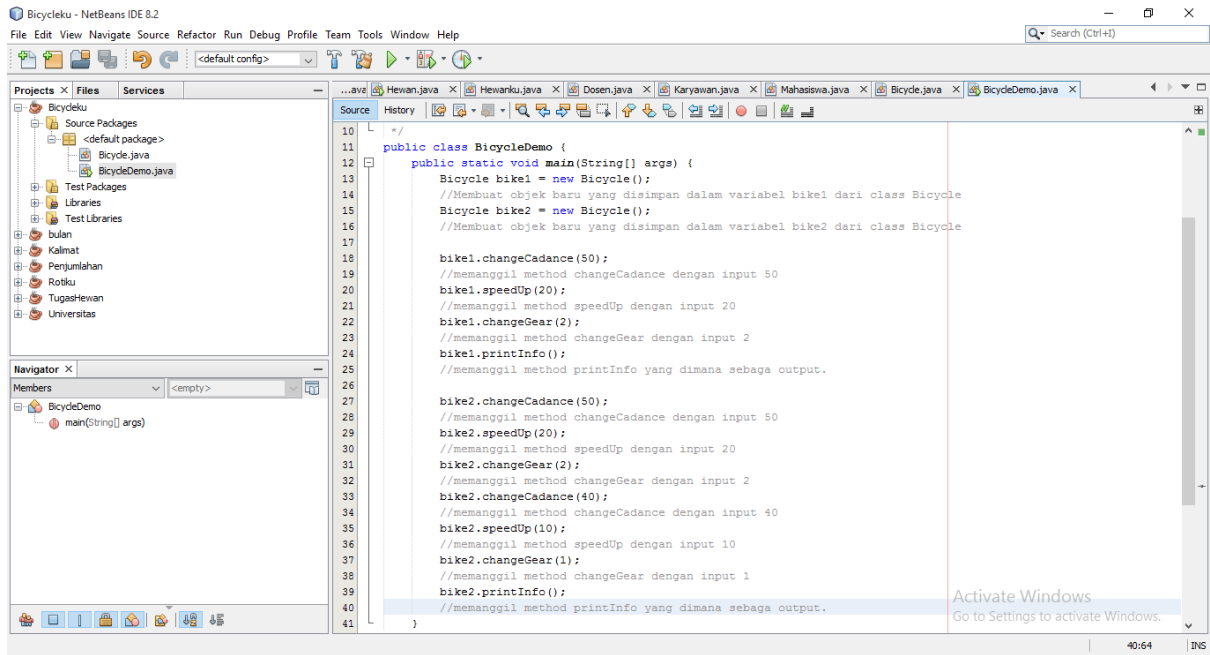 Bicycleku - NetBeans IDE 8.2
File Edit View Navigate Source Refactor Run Debug Profile Team Tools Window Help
Search (Ctrl+I)
<default config>
Projects Files Services
...ava Hewan.java Hewanku.java Dosen.java Karyawan.java Mahasiswa.java Bicycle.java BicycleDemo.java
Source History
Bicycleku
Source Packages
<default package>
Bicycle.java
BicycleDemo.java
Test Packages
Libraries
Test Libraries
bulan
Kalimat
Penjumlahan
Rotiku
TugasHewan
Universitas
Navigator
Members <empty>
BicycleDemo
main(String[] args)
10 */
11 public class BicycleDemo {
12 public static void main(String[] args) {
13 Bicycle bike1 = new Bicycle();
14 //Membuat objek baru yang disimpan dalam variabel bike1 dari class Bicycle
15 Bicycle bike2 = new Bicycle();
16 //Membuat objek baru yang disimpan dalam variabel bike2 dari class Bicycle
17
18 bike1.changeCadance(50);
19 //memanggil method changeCadance dengan input 50
20 bike1.speedUp(20);
21 //memanggil method speedUp dengan input 20
22 bike1.changeGear(2);
23 //memanggil method changeGear dengan input 2
24 bike1.printInfo();
25 //memanggil method printInfo yang dimana sebaga output.
26
27 bike2.changeCadance(50);
28 //memanggil method changeCadance dengan input 50
29 bike2.speedUp(20);
30 //memanggil method speedUp dengan input 20
31 bike2.changeGear(2);
32 //memanggil method changeGear dengan input 2
33 bike2.changeCadance(40);
34 //memanggil method changeCadance dengan input 40
35 bike2.speedUp(10);
36 //memanggil method speedUp dengan input 10
37 bike2.changeGear(1);
38 //memanggil method changeGear dengan input 1
39 bike2.printInfo();
40 //memanggil method printInfo yang dimana sebaga output.
41 }
Activate Windows
Go to Settings to activate Windows.
40:64 INS